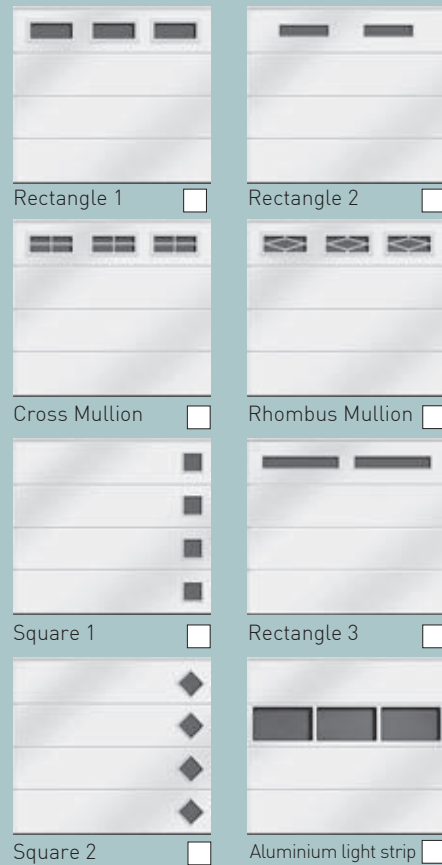 Rectangle 1
Rectangle 2
Cross Mullion
Rhombus Mullion
Square 1
Rectangle 3
Square 2
Aluminium light strip